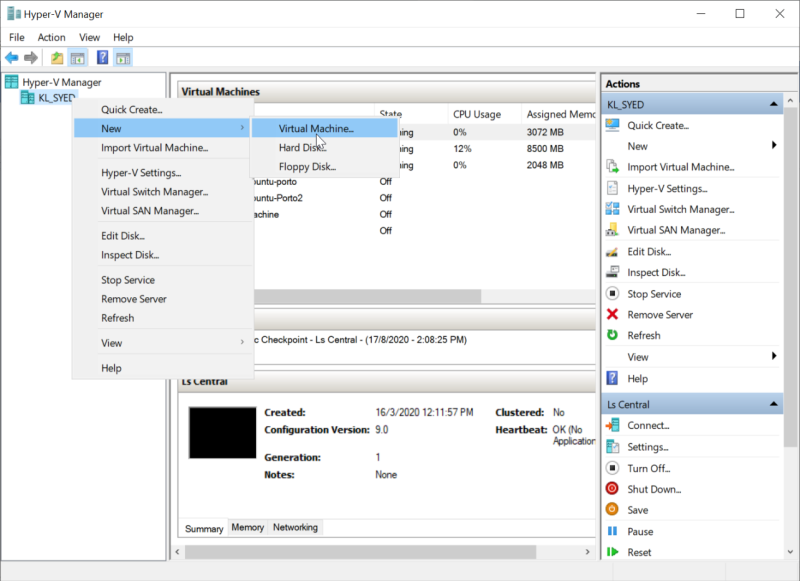 Hyper-V Manager
File Action View Help
Hyper-V Manager
KL_SYED
Quick Create...
New
Import Virtual Machine...
Hyper-V Settings...
Virtual Switch Manager...
Virtual SAN Manager...
Edit Disk...
Inspect Disk...
Stop Service
Remove Server
Refresh
View
Help
Virtual Machine...
Hard Disk...
Floppy Disk...
Virtual Machines
State CPU Usage Assigned Memo
ning 0% 3072 MB
ning 12% 8500 MB
ning 0% 2048 MB
buntu-porto Off
buntu-Porto2 Off
achine Off
Off
c Checkpoint - Ls Central - (17/8/2020 - 2:08:25 PM)
Ls Central
Created: 16/3/2020 12:11:57 PM Clustered: No
Configuration Version: 9.0 Heartbeat: OK (No
Application
Generation: 1
Notes: None
Summary Memory Networking
Actions
KL_SYED
Quick Create...
New
Import Virtual Machine...
Hyper-V Settings...
Virtual Switch Manager...
Virtual SAN Manager...
Edit Disk...
Inspect Disk...
Stop Service
Remove Server
Refresh
View
Help
Ls Central
Connect...
Settings...
Turn Off...
Shut Down...
Save
Pause
Reset